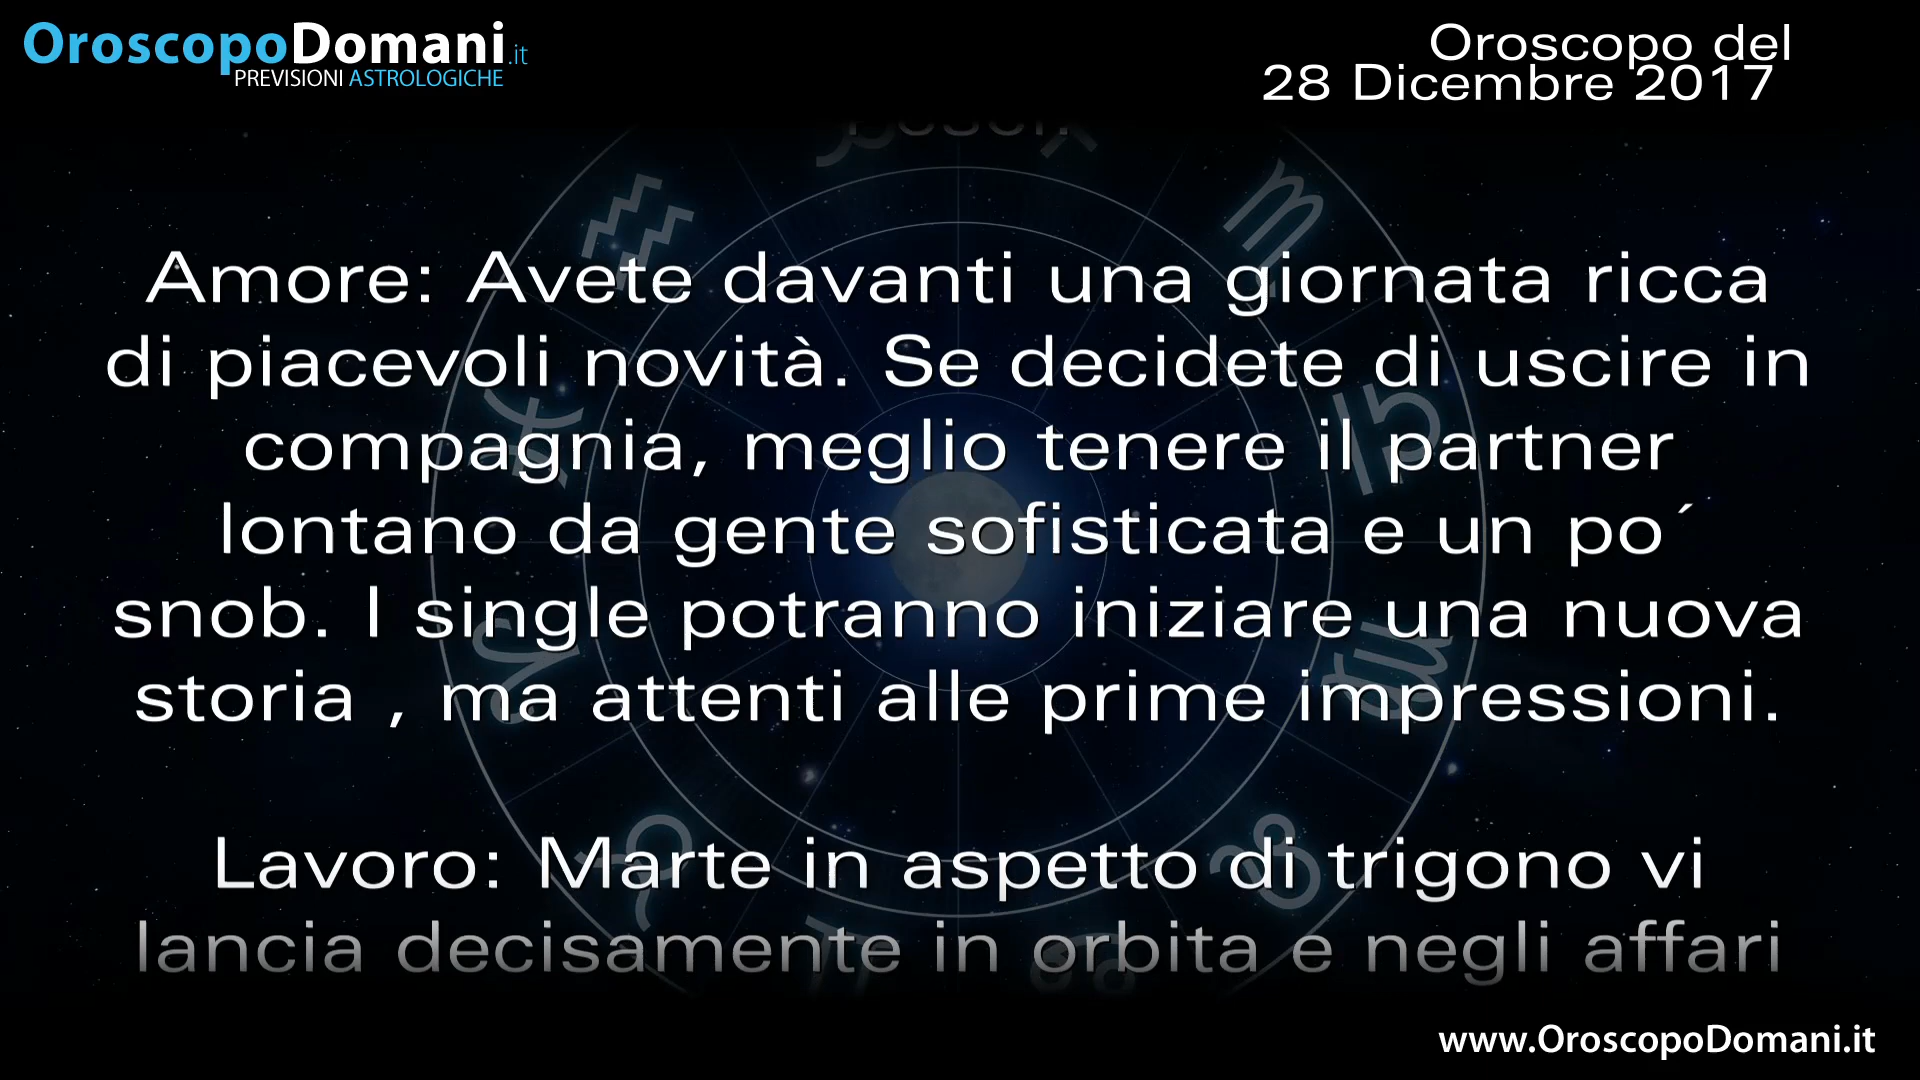 OroscopoDomani.it
PREVISIONI ASTROLOGICHE
Oroscopo del
28 Dicembre 2017
Amore: Avete davanti una giornata ricca
di piacevoli novità. Se decidete di uscire in
compagnia, meglio tenere il partner
lontano da gente sofisticata e un po´
snob. I single potranno iniziare una nuova
storia , ma attenti alle prime impressioni.
Lavoro: Marte in aspetto di trigono vi
lancia decisamente in orbita e negli affari
www.OroscopoDomani.it